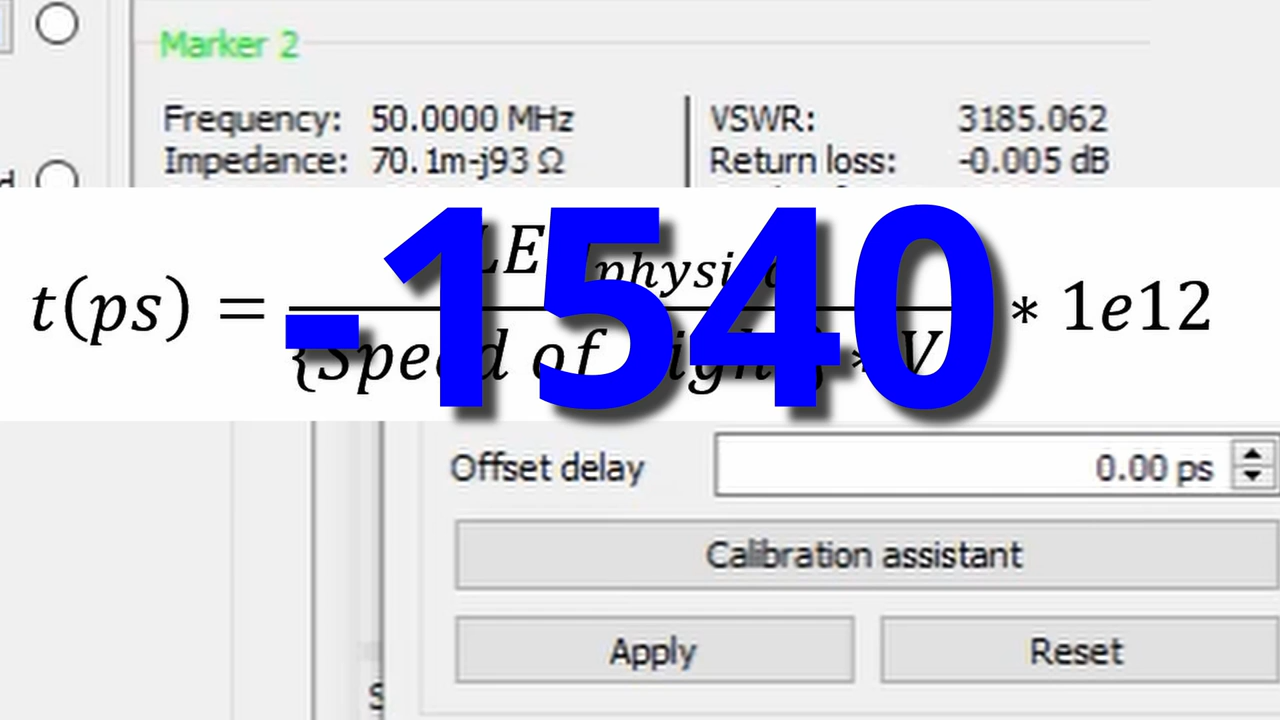 Marker 2
Frequency: 50.0000 MHz VSWR: 3185.062
Impedance: 70.1m-j93 Ω Return loss: -0.005 dB
-1540
t(ps) = * 1e12
of
Offset delay 0.00 ps
Calibration assistant
Apply Reset